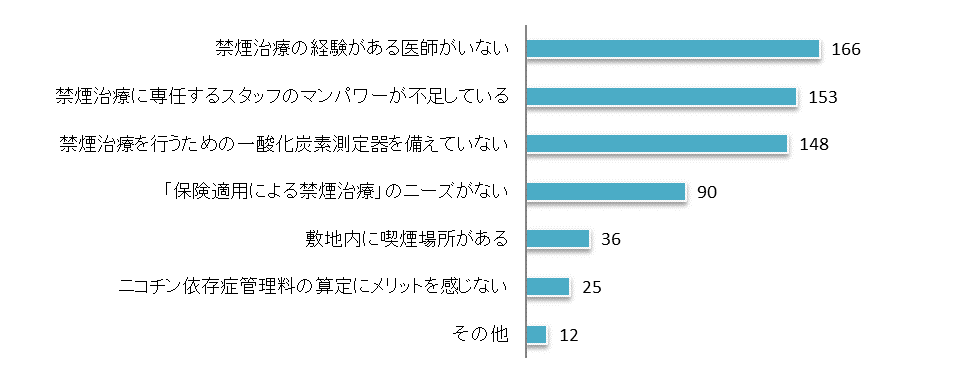 禁煙治療の経験がある医師がいない 166
禁煙治療に専任するスタッフのマンパワーが不足している 153
禁煙治療を行うための一酸化炭素測定器を備えていない 148
「保険適用による禁煙治療」のニーズがない 90
敷地内に喫煙場所がある 36
ニコチン依存症管理料の算定にメリットを感じない 25
その他 12